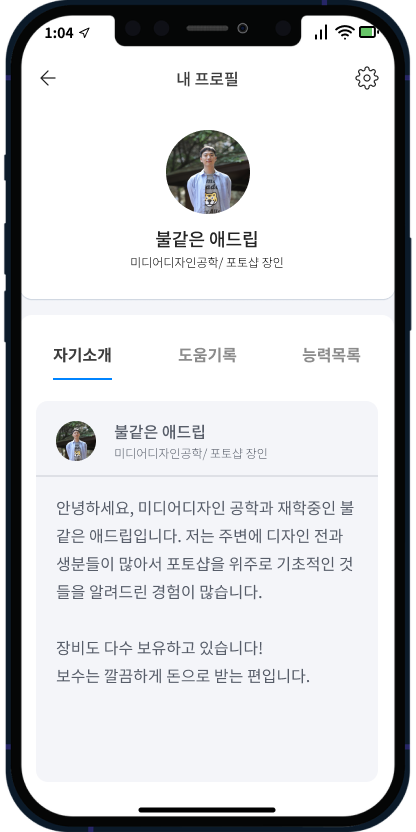 1:04
내 프로필
불같은 애드립
미디어디자인공학/ 포토샵 장인
자기소개
도움기록
능력목록
불같은 애드립
미디어디자인공학/ 포토샵 장인
안녕하세요, 미디어디자인 공학과 재학중인 불
같은 애드립입니다. 저는 주변에 디자인 전과
생분들이 많아서 포토샵을 위주로 기초적인 것
들을 알려드린 경험이 많습니다.
장비도 다수 보유하고 있습니다!
보수는 깔끔하게 돈으로 받는 편입니다.